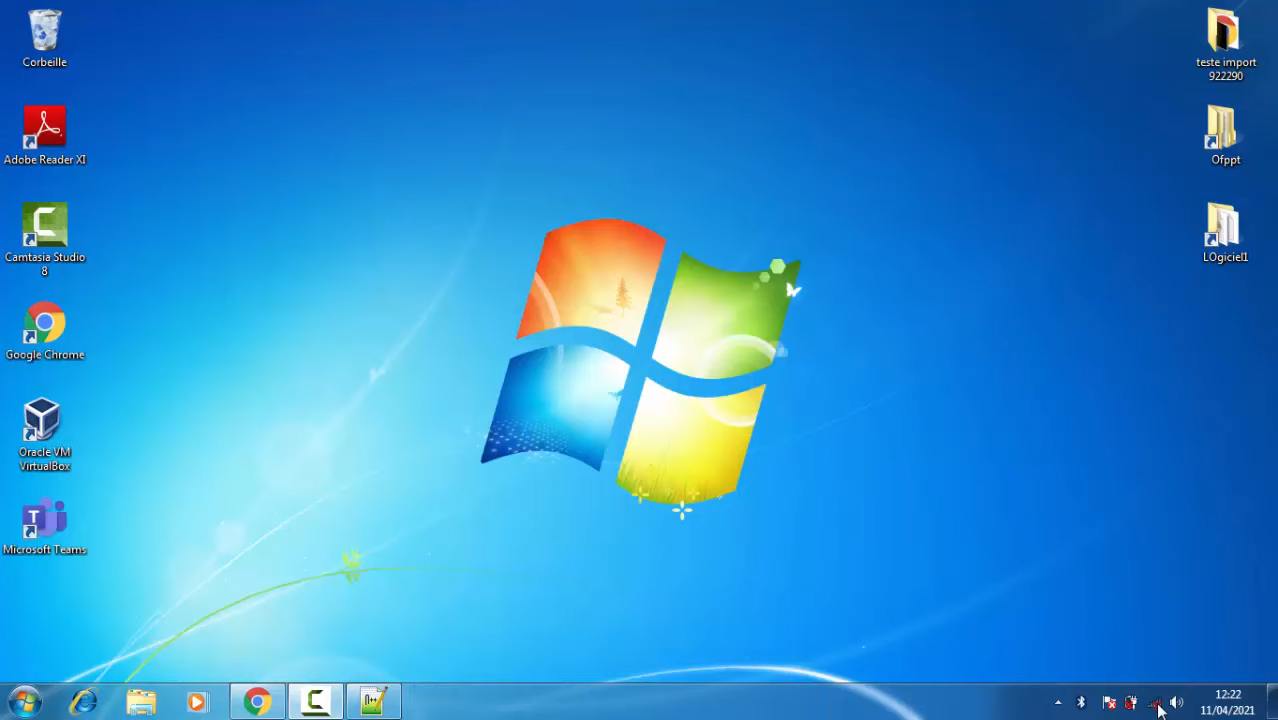 Corbeille
Adobe Reader XI
Camtasia Studio
8
Google Chrome
Oracle VM
VirtualBox
Microsoft Teams
teste import
922290
Ofppt
LOgiciel1
12:22
11/04/2021